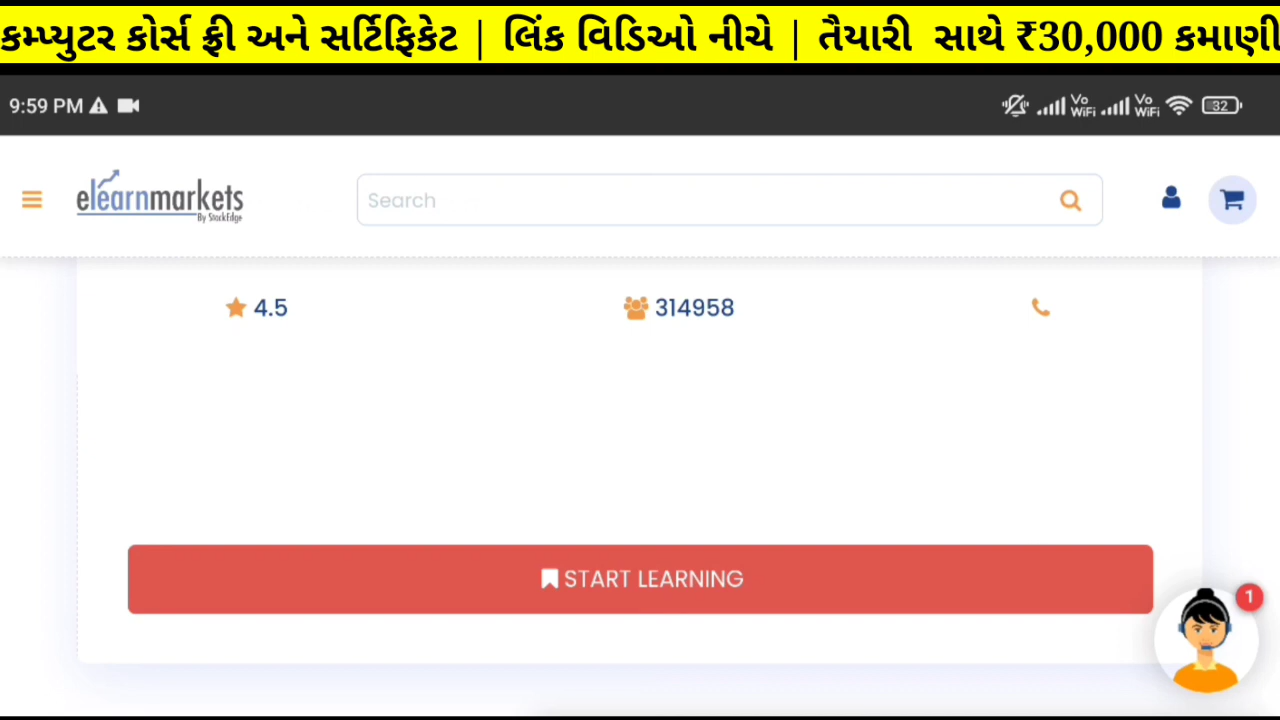 કમ્પ્યુટર કોર્સ ફ્રી અને સર્ટિફિકેટ | લિંક વિડિઓ નીચે | તૈયારી સાથે ₹30,000 કમાણી
9:59 PM Vo WiFi Vo WiFi 32
elearnmarkets
By StockEdge
Search
4.5 314958
START LEARNING
1